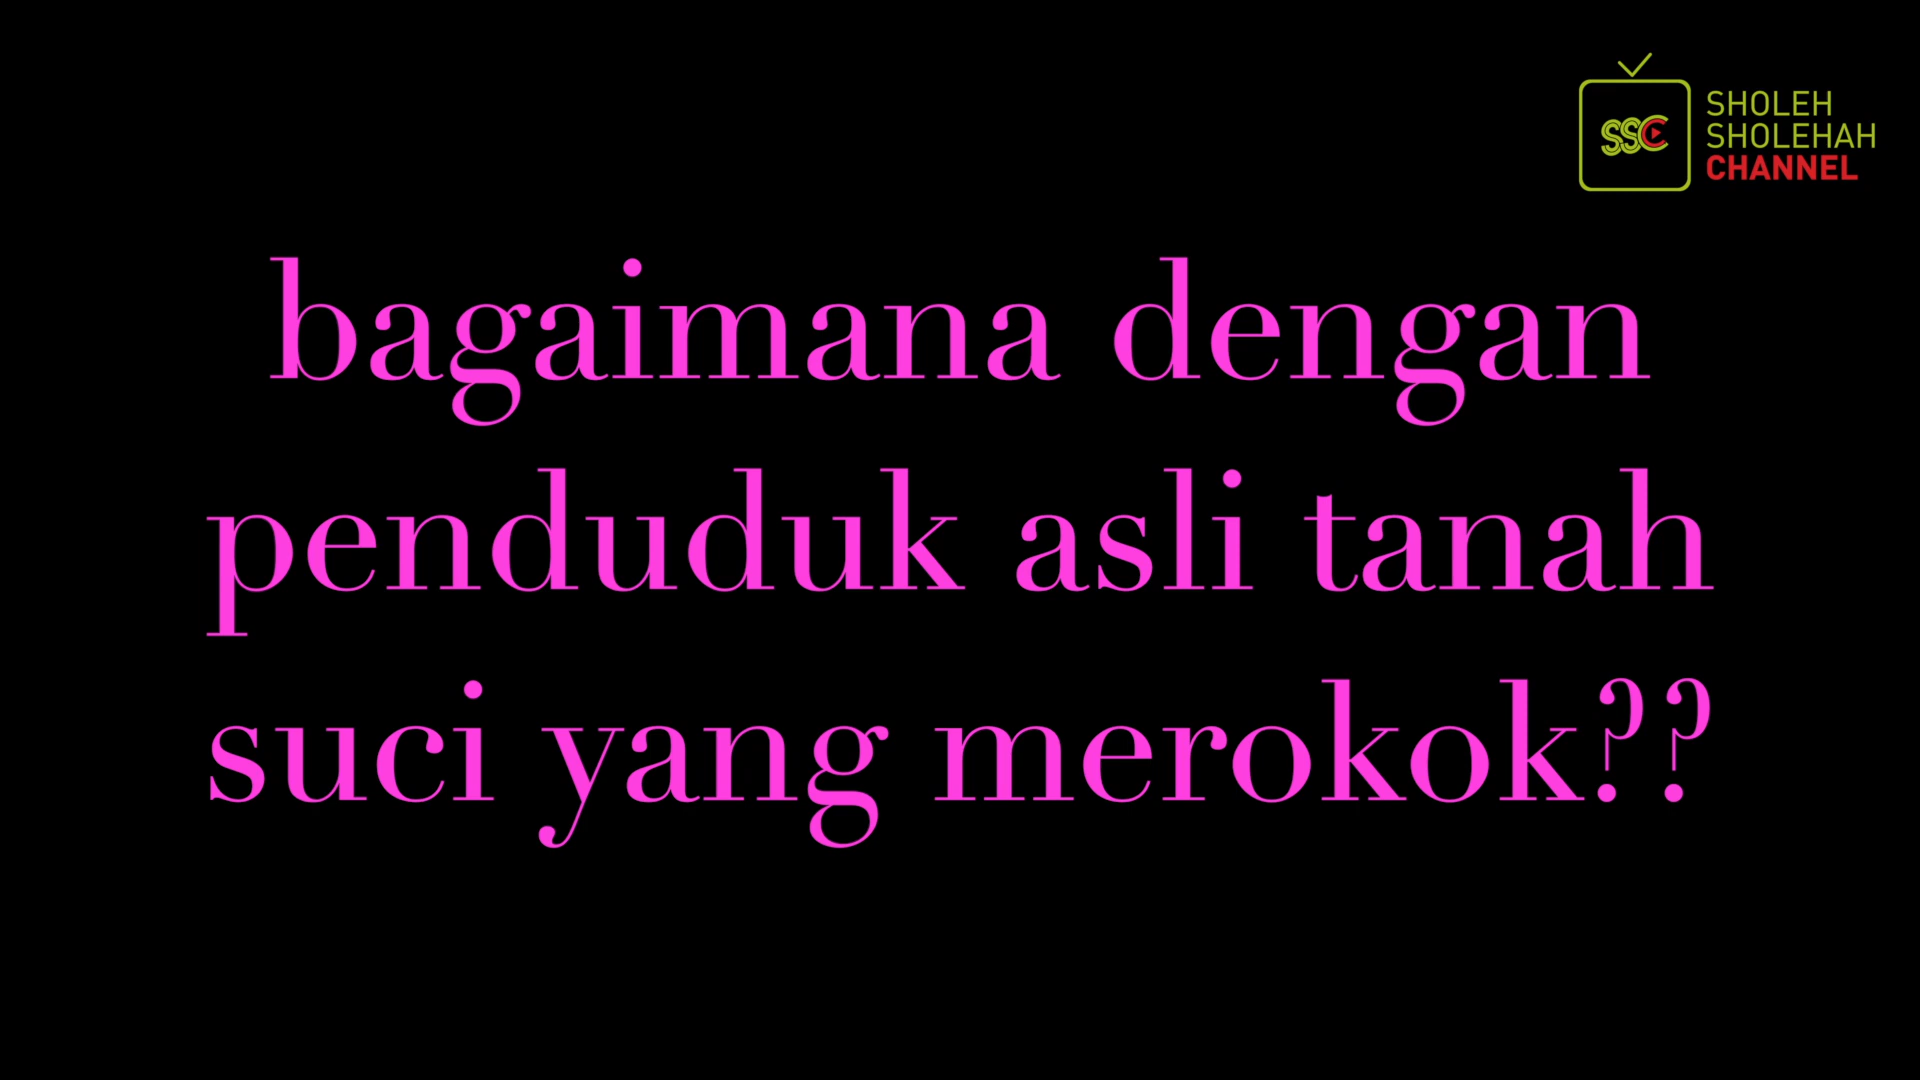 SSC
SHOLEH
SHOLEHAH
CHANNEL
bagaimana dengan
penduduk asli tanah
suci yang merokok??